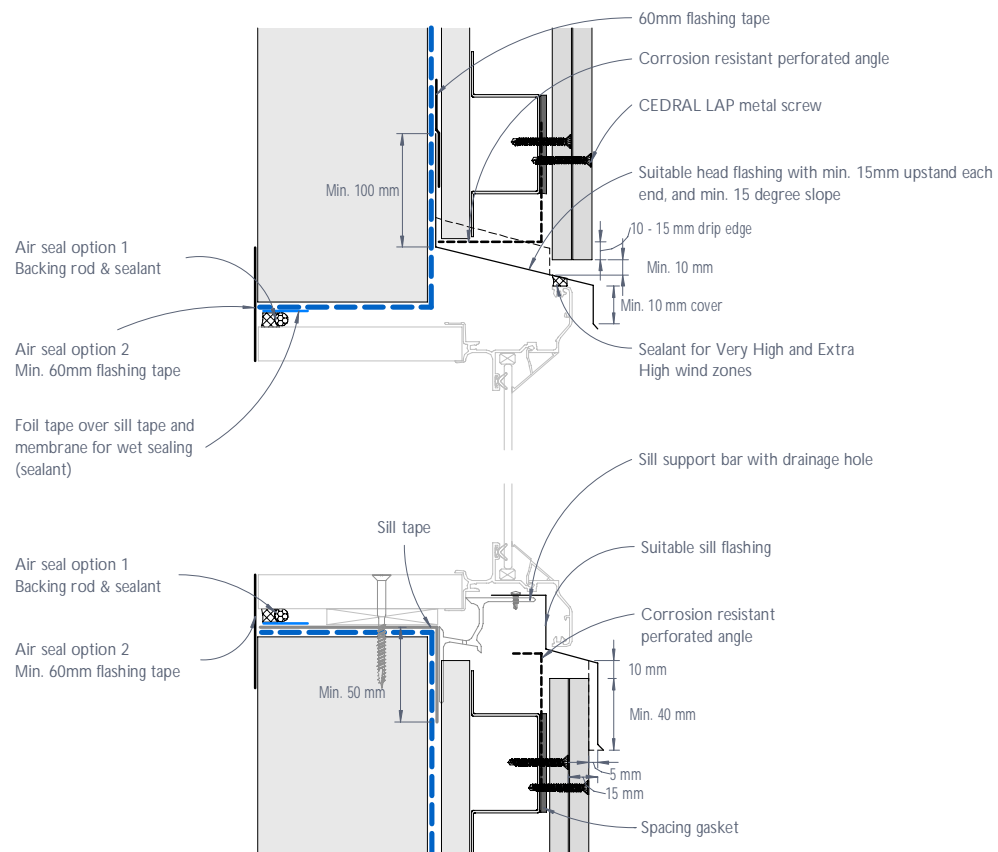 60mm flashing tape
Corrosion resistant perforated angle
CEDRAL LAP metal screw
Suitable head flashing with min. 15mm upstand each
end, and min. 15 degree slope
Min. 100 mm
10 - 15 mm drip edge
Min. 10 mm
Min. 10 mm cover
Air seal option 1
Backing rod & sealant
Air seal option 2
Min. 60mm flashing tape
Sealant for Very High and Extra
High wind zones
Foil tape over sill tape and
membrane for wet sealing
(sealant)
Sill support bar with drainage hole
Sill tape
Suitable sill flashing
Air seal option 1
Backing rod & sealant
Corrosion resistant
perforated angle
Air seal option 2
Min. 60mm flashing tape
10 mm
Min. 50 mm
Min. 40 mm
5 mm
15 mm
Spacing gasket